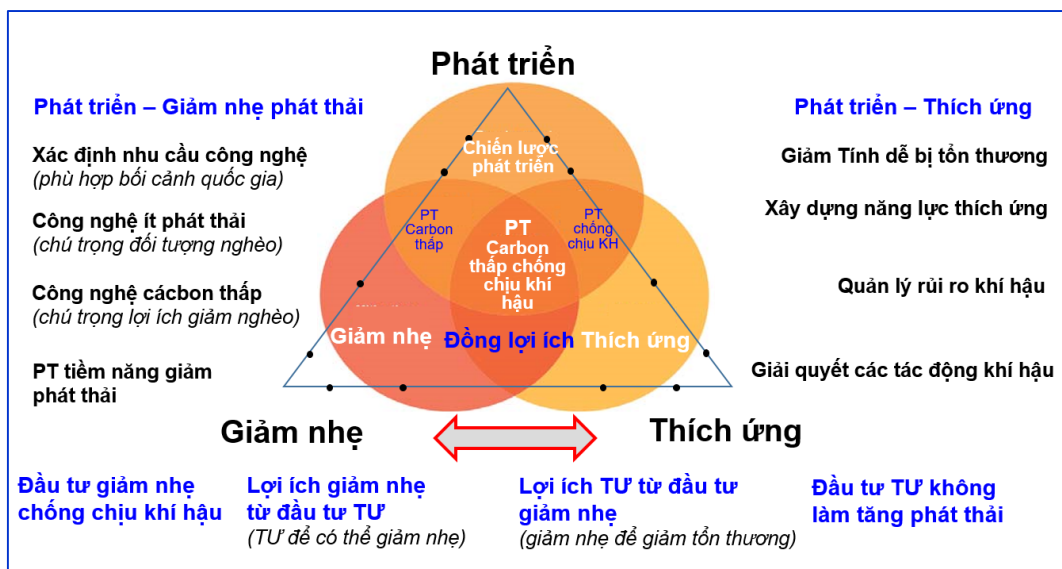 Phát triển
Phát triển – Giảm nhẹ phát thải
Xác định nhu cầu công nghệ
(phù hợp bối cảnh quốc gia)
Công nghệ ít phát thải
(chú trọng đối tượng nghèo)
Công nghệ cácbon thấp
(chú trọng lợi ích giảm nghèo)
PT tiềm năng giảm
phát thải
Chiến lược
phát triển
PT
Carbon
thấp
PT
chống
chịu KH
PT
Carbon
thấp chống
chịu khí
hậu
Giảm nhẹ
Đồng lợi ích
Thích ứng
Phát triển – Thích ứng
Giảm Tính dễ bị tổn thương
Xây dựng năng lực thích ứng
Quản lý rủi ro khí hậu
Giải quyết các tác động khí hậu
Giảm nhẹ
Thích ứng
Đầu tư giảm nhẹ
chống chịu khí hậu
Lợi ích giảm nhẹ
từ đầu tư TƯ
(TƯ để có thể giảm nhẹ)
Lợi ích TƯ từ đầu tư
giảm nhẹ
(giảm nhẹ để giảm tổn thương)
Đầu tư TƯ không
làm tăng phát thải